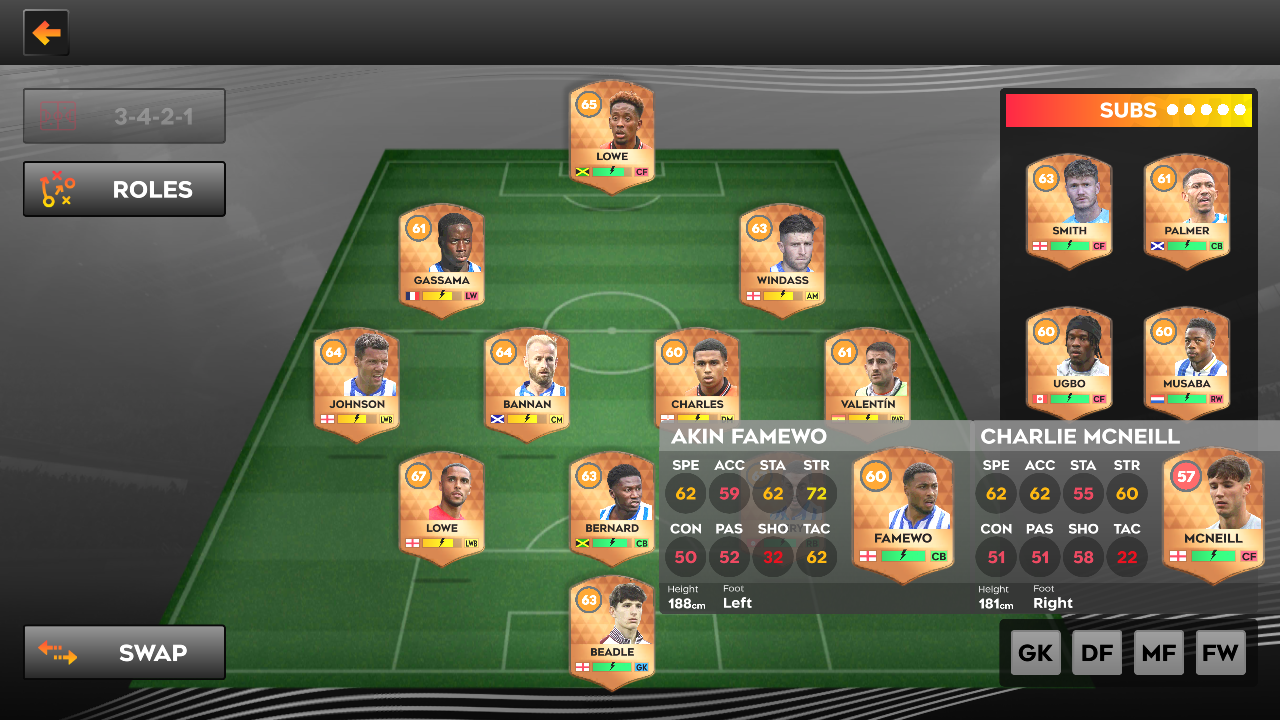 3-4-2-1
ROLES
65
LOWE
CF
61
GASSAMA
LW
63
WINDASS
AM
64
JOHNSON
LWB
64
BANNAN
CM
60
CHARLES
DM
61
VALENTÍN
RWB
67
LOWE
LWB
63
BERNARD
CB
63
BEADLE
GK
SWAP
SUBS
63
SMITH
CF
61
PALMER
CB
60
UGBO
CF
60
MUSABA
RW
AKIN FAMEWO
SPE ACC STA STR
62 59 62 72
CON PAS SHO TAC
50 52 32 62
Height Foot
188cm Left
60
FAMEWO
CB
CHARLIE MCNEILL
SPE ACC STA STR
62 62 55 60
CON PAS SHO TAC
51 51 58 22
Height Foot
181cm Right
57
MCNEILL
CF
GK DF MF FW